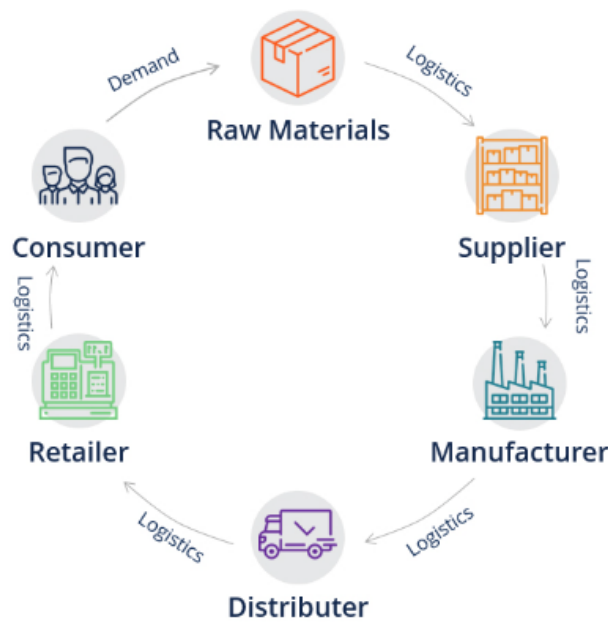 Demand
Logistics
Raw Materials
Consumer
Supplier
Logistics
Logistics
Retailer
Manufacturer
Logistics
Logistics
Distributer